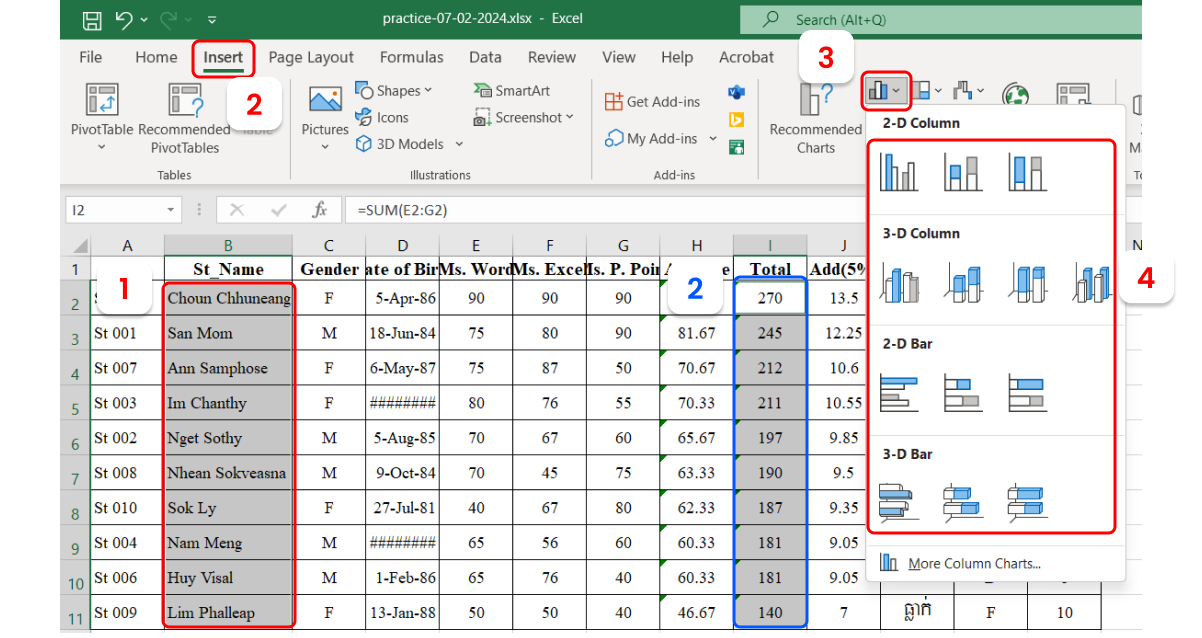 practice-07-02-2024.xlsx - Excel
Search (Alt+Q)
File Home Insert Page Layout Formulas Data Review View Help Acrobat
3
2
PivotTable
Recommended PivotTables
Table
Tables
Pictures
Shapes
Icons
3D Models
SmartArt
Screenshot
Illustrations
Get Add-ins
My Add-ins
Add-ins
Recommended Charts
2-D Column
3-D Column
2-D Bar
3-D Bar
More Column Charts...
4
I2 fx =SUM(E2:G2)
A B C D E F G H I J N
1 St_Name Gender ate of Bir Ms. Word Ms. Excel Is. P. Poi Total Add(5%
1
2
2 Choun Chhuneang F 5-Apr-86 90 90 90 270 13.5
3 St 001 San Mom M 18-Jun-84 75 80 90 81.67 245 12.25
4 St 007 Ann Samphose F 6-May-87 75 87 50 70.67 212 10.6
5 St 003 Im Chanthy F ######## 80 76 55 70.33 211 10.55
6 St 002 Nget Sothy M 5-Aug-85 70 67 60 65.67 197 9.85
7 St 008 Nhean Sokveasna M 9-Oct-84 70 45 75 63.33 190 9.5
8 St 010 Sok Ly F 27-Jul-81 40 67 80 62.33 187 9.35
9 St 004 Nam Meng M ######## 65 56 60 60.33 181 9.05
10 St 006 Huy Visal M 1-Feb-86 65 76 40 60.33 181 9.05
11 St 009 Lim Phalleap F 13-Jan-88 50 50 40 46.67 140 7 ធ្លាក់ F 10